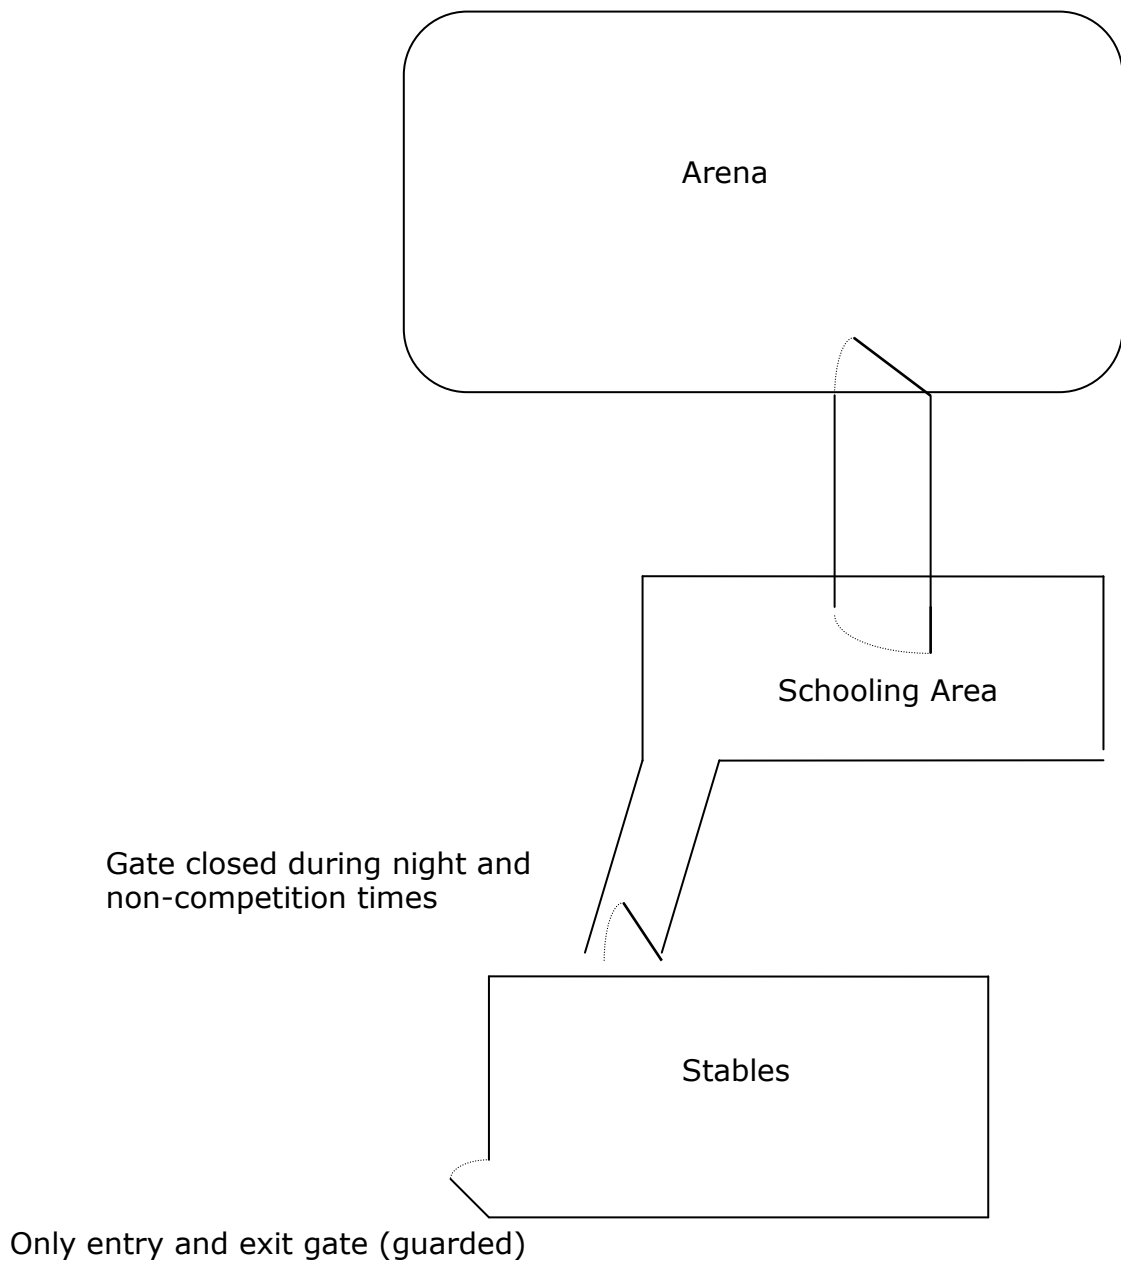 Arena
Schooling Area
Gate closed during night and
non-competition times
Stables
Only entry and exit gate (guarded)